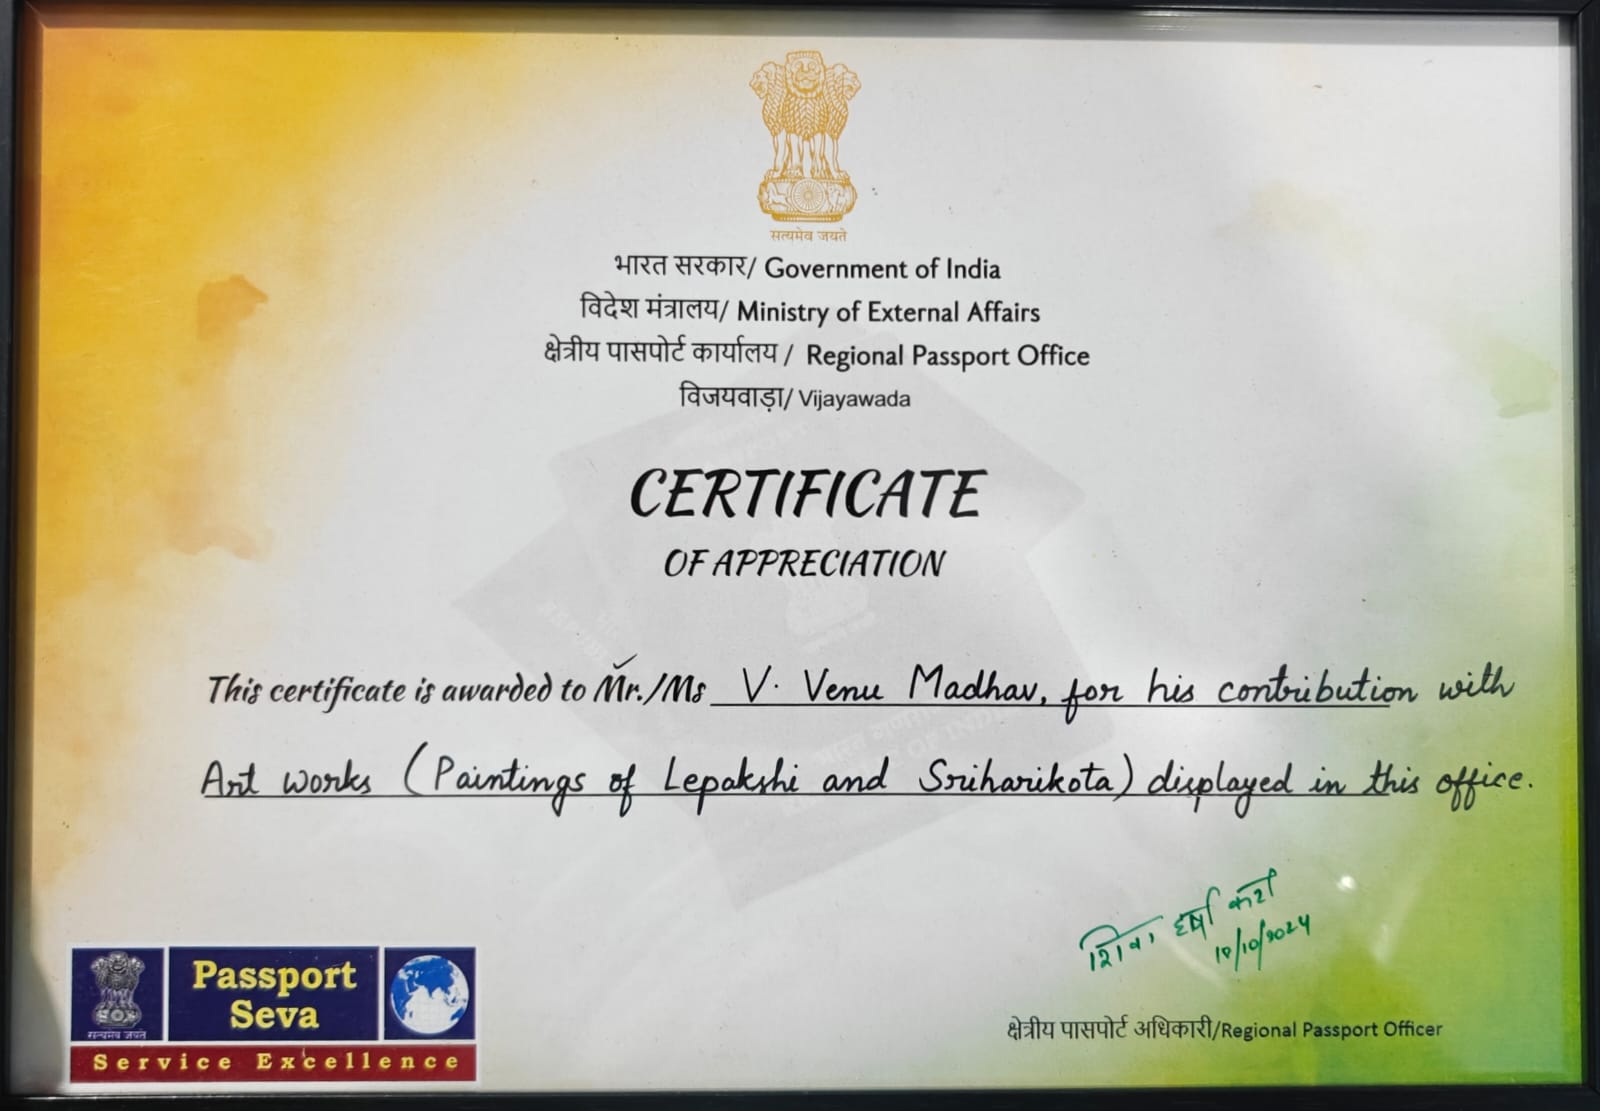 सत्यमेव जयते
भारत सरकार/ Government of India
विदेश मंत्रालय/ Ministry of External Affairs
क्षेत्रीय पासपोर्ट कार्यालय / Regional Passport Office
विजयवाड़ा/ Vijayawada
CERTIFICATE
OF APPRECIATION
This certificate is awarded to Mr./Ms V. Venu Madhav, for his contribution with
Art works (Paintings of Lepakshi and Sriharikota) displayed in this office.
10/10/2024
क्षेत्रीय पासपोर्ट अधिकारी/Regional Passport Officer
Passport
Seva
सत्यमेव जयते
Service Excellence